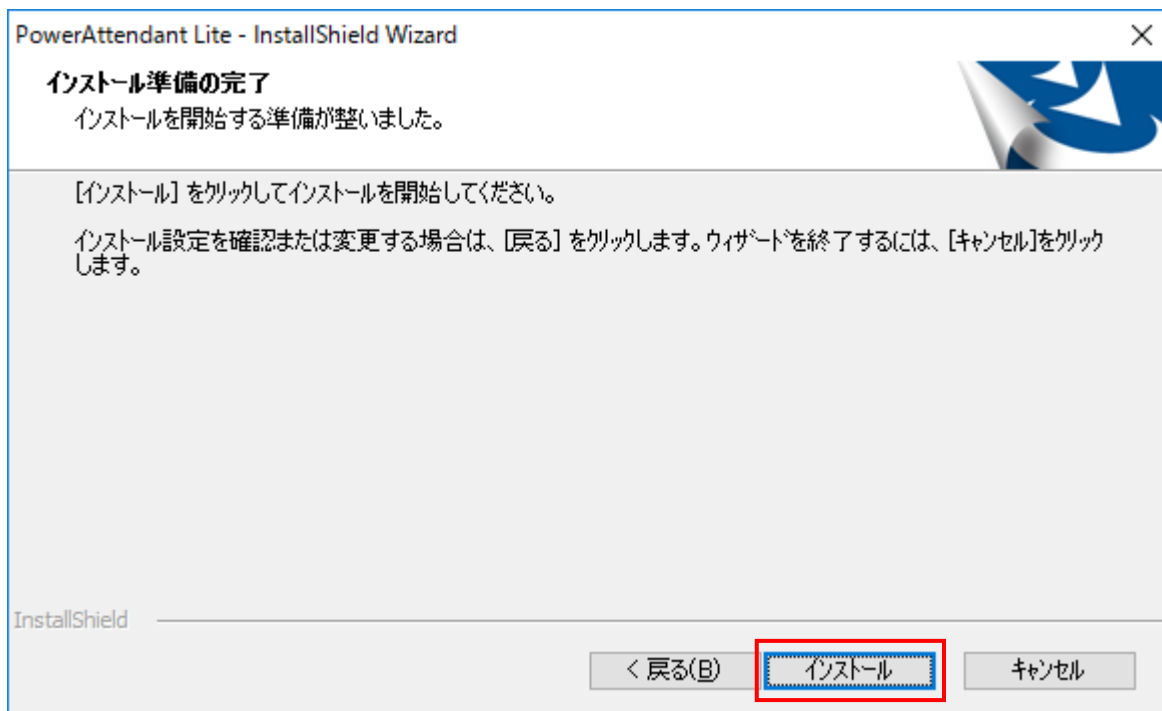 PowerAttendant Lite - InstallShield Wizard
インストール準備の完了
インストールを開始する準備が整いました。
[インストール] をクリックしてインストールを開始してください。
インストール設定を確認または変更する場合は、[戻る] をクリックします。ウィザードを終了するには、[キャンセル]をクリック
します。
InstallShield
< 戻る(B)
インストール
キャンセル